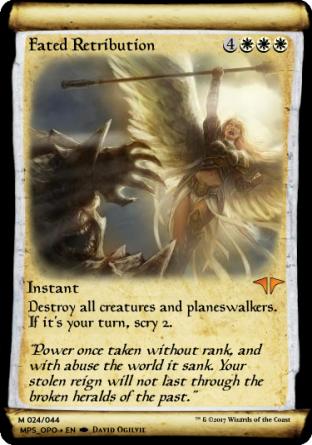 Fated Retribution 4
Instant
Destroy all creatures and planeswalkers.
If it's your turn, scry 2.
"Power once taken without rank, and
with abuse the world it sank. Your
stolen reign will not last through the
broken heralds of the past."
M 024/044
MPS_OPO • EN DAVID OGILVIE
™ & ©2017 Wizards of the Coast